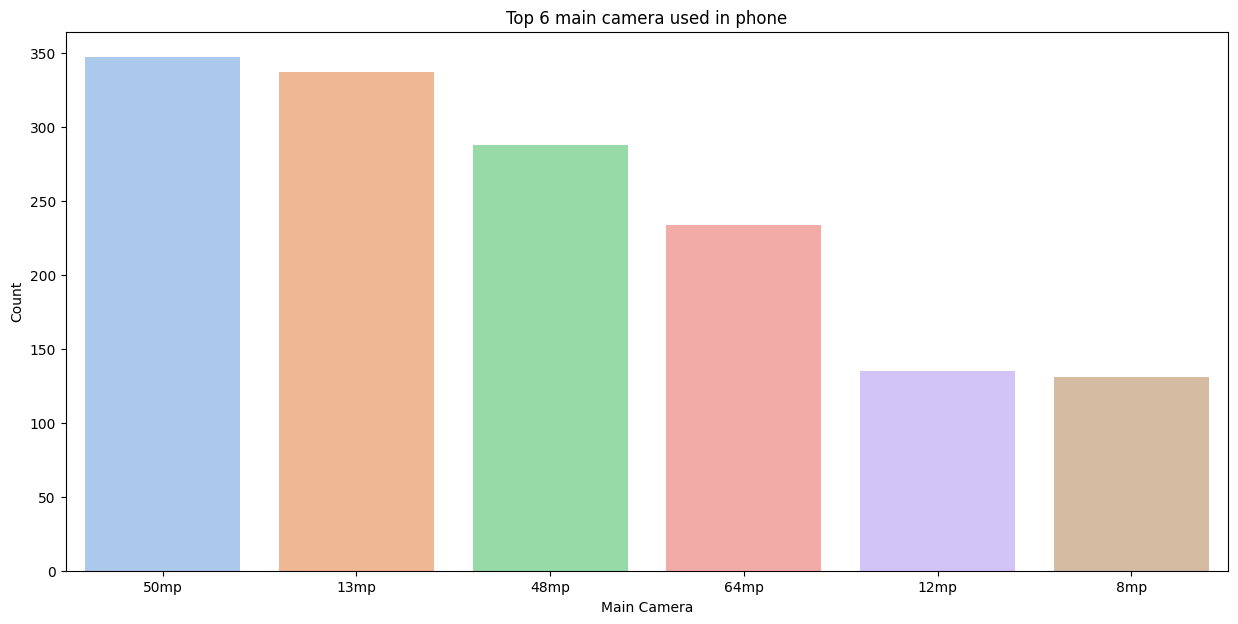 Top 6 main camera used in phone
350
300
250
200
150
100
50
0
Count
50mp
13mp
48mp
64mp
12mp
8mp
Main Camera